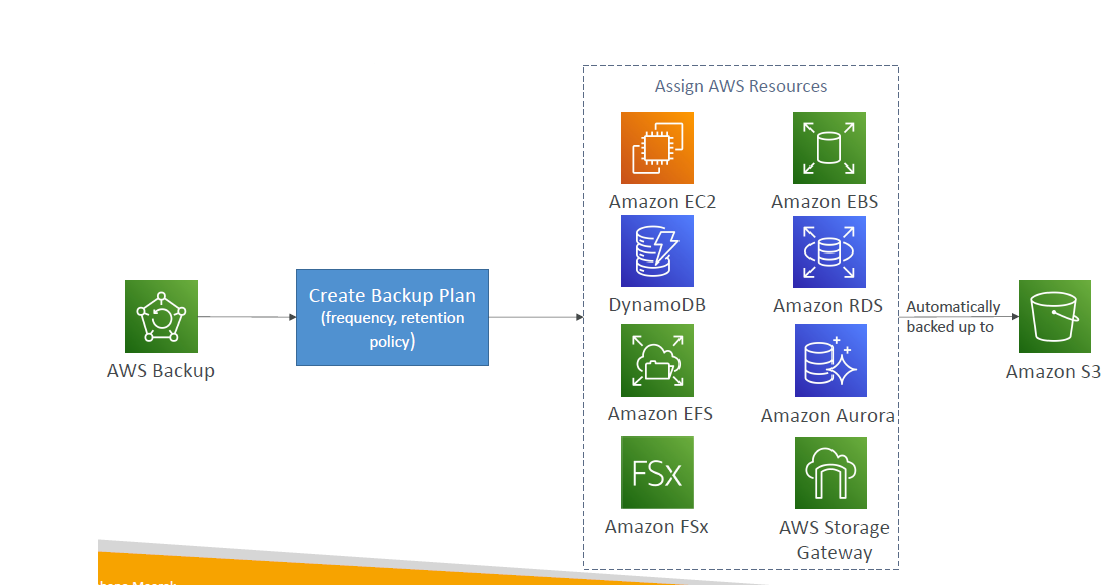 Assign AWS Resources
Amazon EC2
Amazon EBS
DynamoDB
Amazon RDS
AWS Backup
Create Backup Plan
(frequency, retention
policy)
Amazon EFS
Amazon Aurora
FSx
Amazon FSx
AWS Storage
Gateway
Automatically
backed up to
Amazon S3